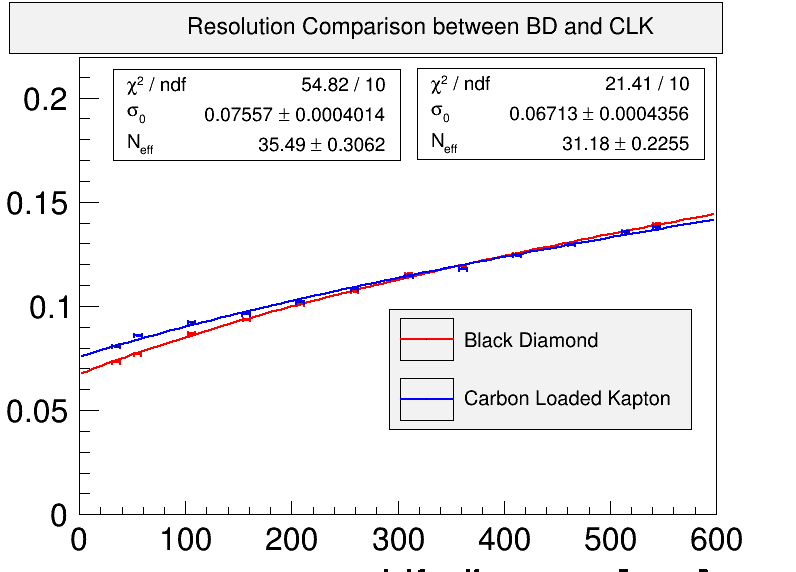 Resolution Comparison between BD and CLK
χ² / ndf 54.82 / 10
σ₀ 0.07557 ± 0.0004014
Neff 35.49 ± 0.3062
χ² / ndf 21.41 / 10
σ₀ 0.06713 ± 0.0004356
Neff 31.18 ± 0.2255
0.2
0.15
0.1
0.05
0
Black Diamond
Carbon Loaded Kapton
0 100 200 300 400 500 600